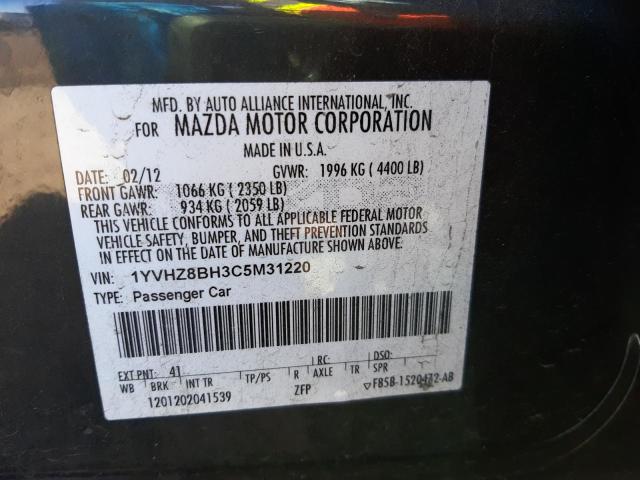 MFD. BY AUTO ALLIANCE INTERNATIONAL, INC.
FOR MAZDA MOTOR CORPORATION
MADE IN U.S.A.
DATE: 02/12 GVWR: 1996 KG ( 4400 LB)
FRONT GAWR: 1066 KG ( 2350 LB)
REAR GAWR: 934 KG ( 2059 LB)
THIS VEHICLE CONFORMS TO ALL APPLICABLE FEDERAL MOTOR
VEHICLE SAFETY, BUMPER, AND THEFT PREVENTION STANDARDS
IN EFFECT ON THE DATE OF MANUFACTURE SHOWN ABOVE.
VIN: 1YVHZ8BH3C5M31220
TYPE: Passenger Car
EXT PNT: 41 RC: DSO:
WB BRK INT TR TP/PS R AXLE TR SPR
1201202041539 ZFP ▽F85B-1520472-AB